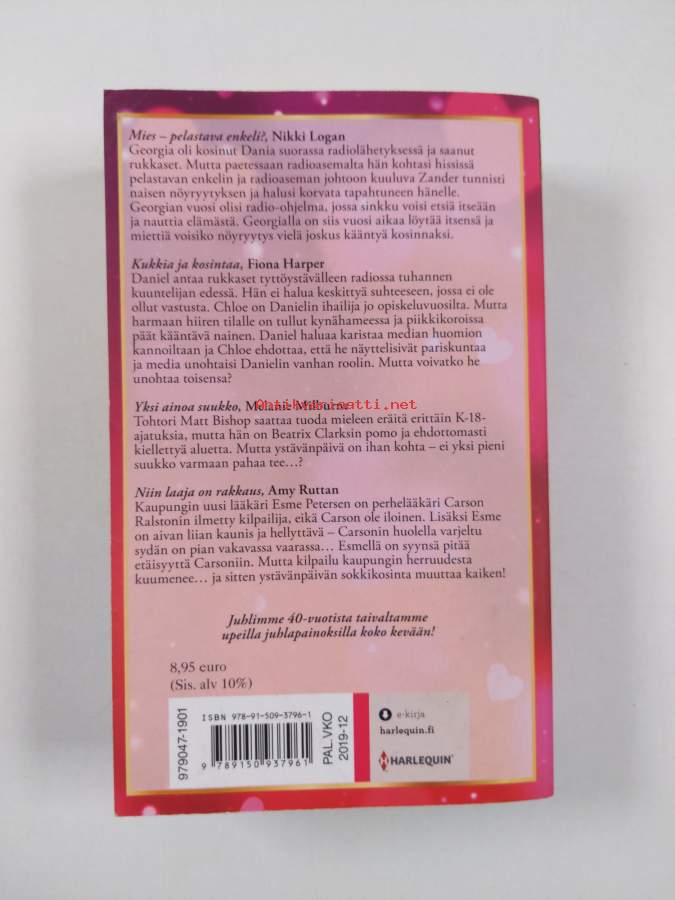 Mies – pelastava enkeli?, Nikki Logan
Georgia oli kosinut Dania suorassa radiolähetyksessä ja saanut
rukkaset. Mutta paetessaan radioasemalta hän kohtasi hississä
pelastavan enkelin ja radioaseman johtoon kuuluva Zander tunnisti
naisen nöyryytyksen ja halusi korvata tapahtuneen hänelle.
Georgian vuosi olisi radio-ohjelma, jossa sinkku voisi etsiä itseään
ja nauttia elämästä. Georgialla on siis vuosi aikaa löytää itsensä ja
miettiä voisiko nöyryytys vielä joskus kääntyä kosinnaksi.
Kukkia ja kosintaa, Fiona Harper
Daniel antaa rukkaset tyttöystävälleen radiossa tuhannen
kuuntelijan edessä. Hän ei halua keskittyä suhteeseen, jossa ei ole
ollut vastusta. Chloe on Danielin ihailija jo opiskeluvuosilta. Mutta
harmaan hiiren tilalle on tullut kynähameessa ja piikkikoroissa
päät kääntävä nainen. Daniel haluaa karistaa median huomion
kannoiltaan ja Chloe ehdottaa, että he näyttelisivät pariskuntaa
ja media unohtaisi Danielin vanhan roolin. Mutta voivatko he
unohtaa toisensa?
Antikvariaatti.net
Yksi ainoa suukko, Melanie Milburne
Tohtori Matt Bishop saattaa tuoda mieleen eräitä erittäin K-18-
ajatuksia, mutta hän on Beatrix Clarksin pomo ja ehdottomasti
kiellettyä aluetta. Mutta ystävänpäivä on ihan kohta – ei yksi pieni
suukko varmaan pahaa tee…?
Niin laaja on rakkaus, Amy Ruttan
Kaupungin uusi lääkäri Esme Petersen on perhelääkäri Carson
Ralstonin ilmetty kilpailija, eikä Carson ole iloinen. Lisäksi Esme
on aivan liian kaunis ja hellyttävä – Carsonin huolella varjeltu
sydän on pian vakavassa vaarassa… Esmellä on syynsä pitää
etäisyyttä Carsoniin. Mutta kilpailu kaupungin herruudesta
kuumenee… ja sitten ystävänpäivän sokkikosinta muuttaa kaiken!
Juhlimme 40-vuotista taivaltamme
upeilla juhlapainoksilla koko kevään!
8,95 euro
(Sis. alv 10%)
979047-1901
ISBN 978-91-509-3796-1
9 789150 937961
PAL.VKO
2019-12
e-kirja
harlequin.fi
HARLEQUIN